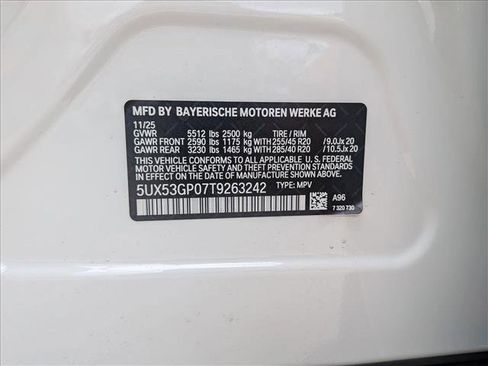 MFD BY BAYERISCHE MOTOREN WERKE AG
11/25
GVWR 5512 lbs 2500 kg TIRE / RIM
GAWR FRONT 2590 lbs 1175 kg WITH 255/45 R20 /9.0Jx20
GAWR REAR 3230 lbs 1465 kg WITH 285/40 R20 /10.5Jx20
THIS VEHICLE CONFORMS TO ALL APPLICABLE U. S. FEDERAL
MOTOR VEHICLE SAFETY AND THEFT PREVENTION STANDARDS
IN EFFECT ON THE DATE OF MANUFACTURE SHOWN ABOVE.
5UX53GP07T9263242 TYPE: MPV
A96
7 320 730